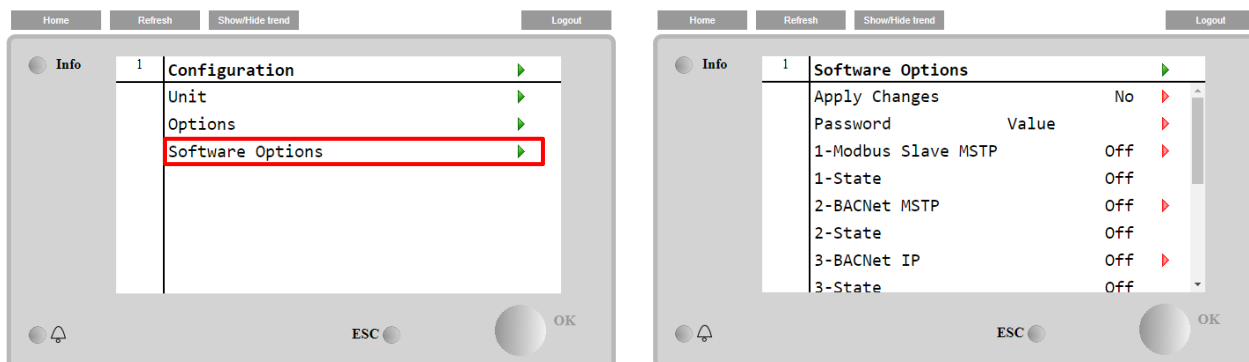 Home Refresh Show/Hide trend Logout
Info 1 Configuration
Unit
Options
Software Options
ESC OK
Home Refresh Show/Hide trend Logout
Info 1 Software Options
Apply Changes No
Password Value
1-Modbus Slave MSTP Off
1-State Off
2-BACNet MSTP Off
2-State Off
3-BACNet IP Off
3-State Off
ESC OK